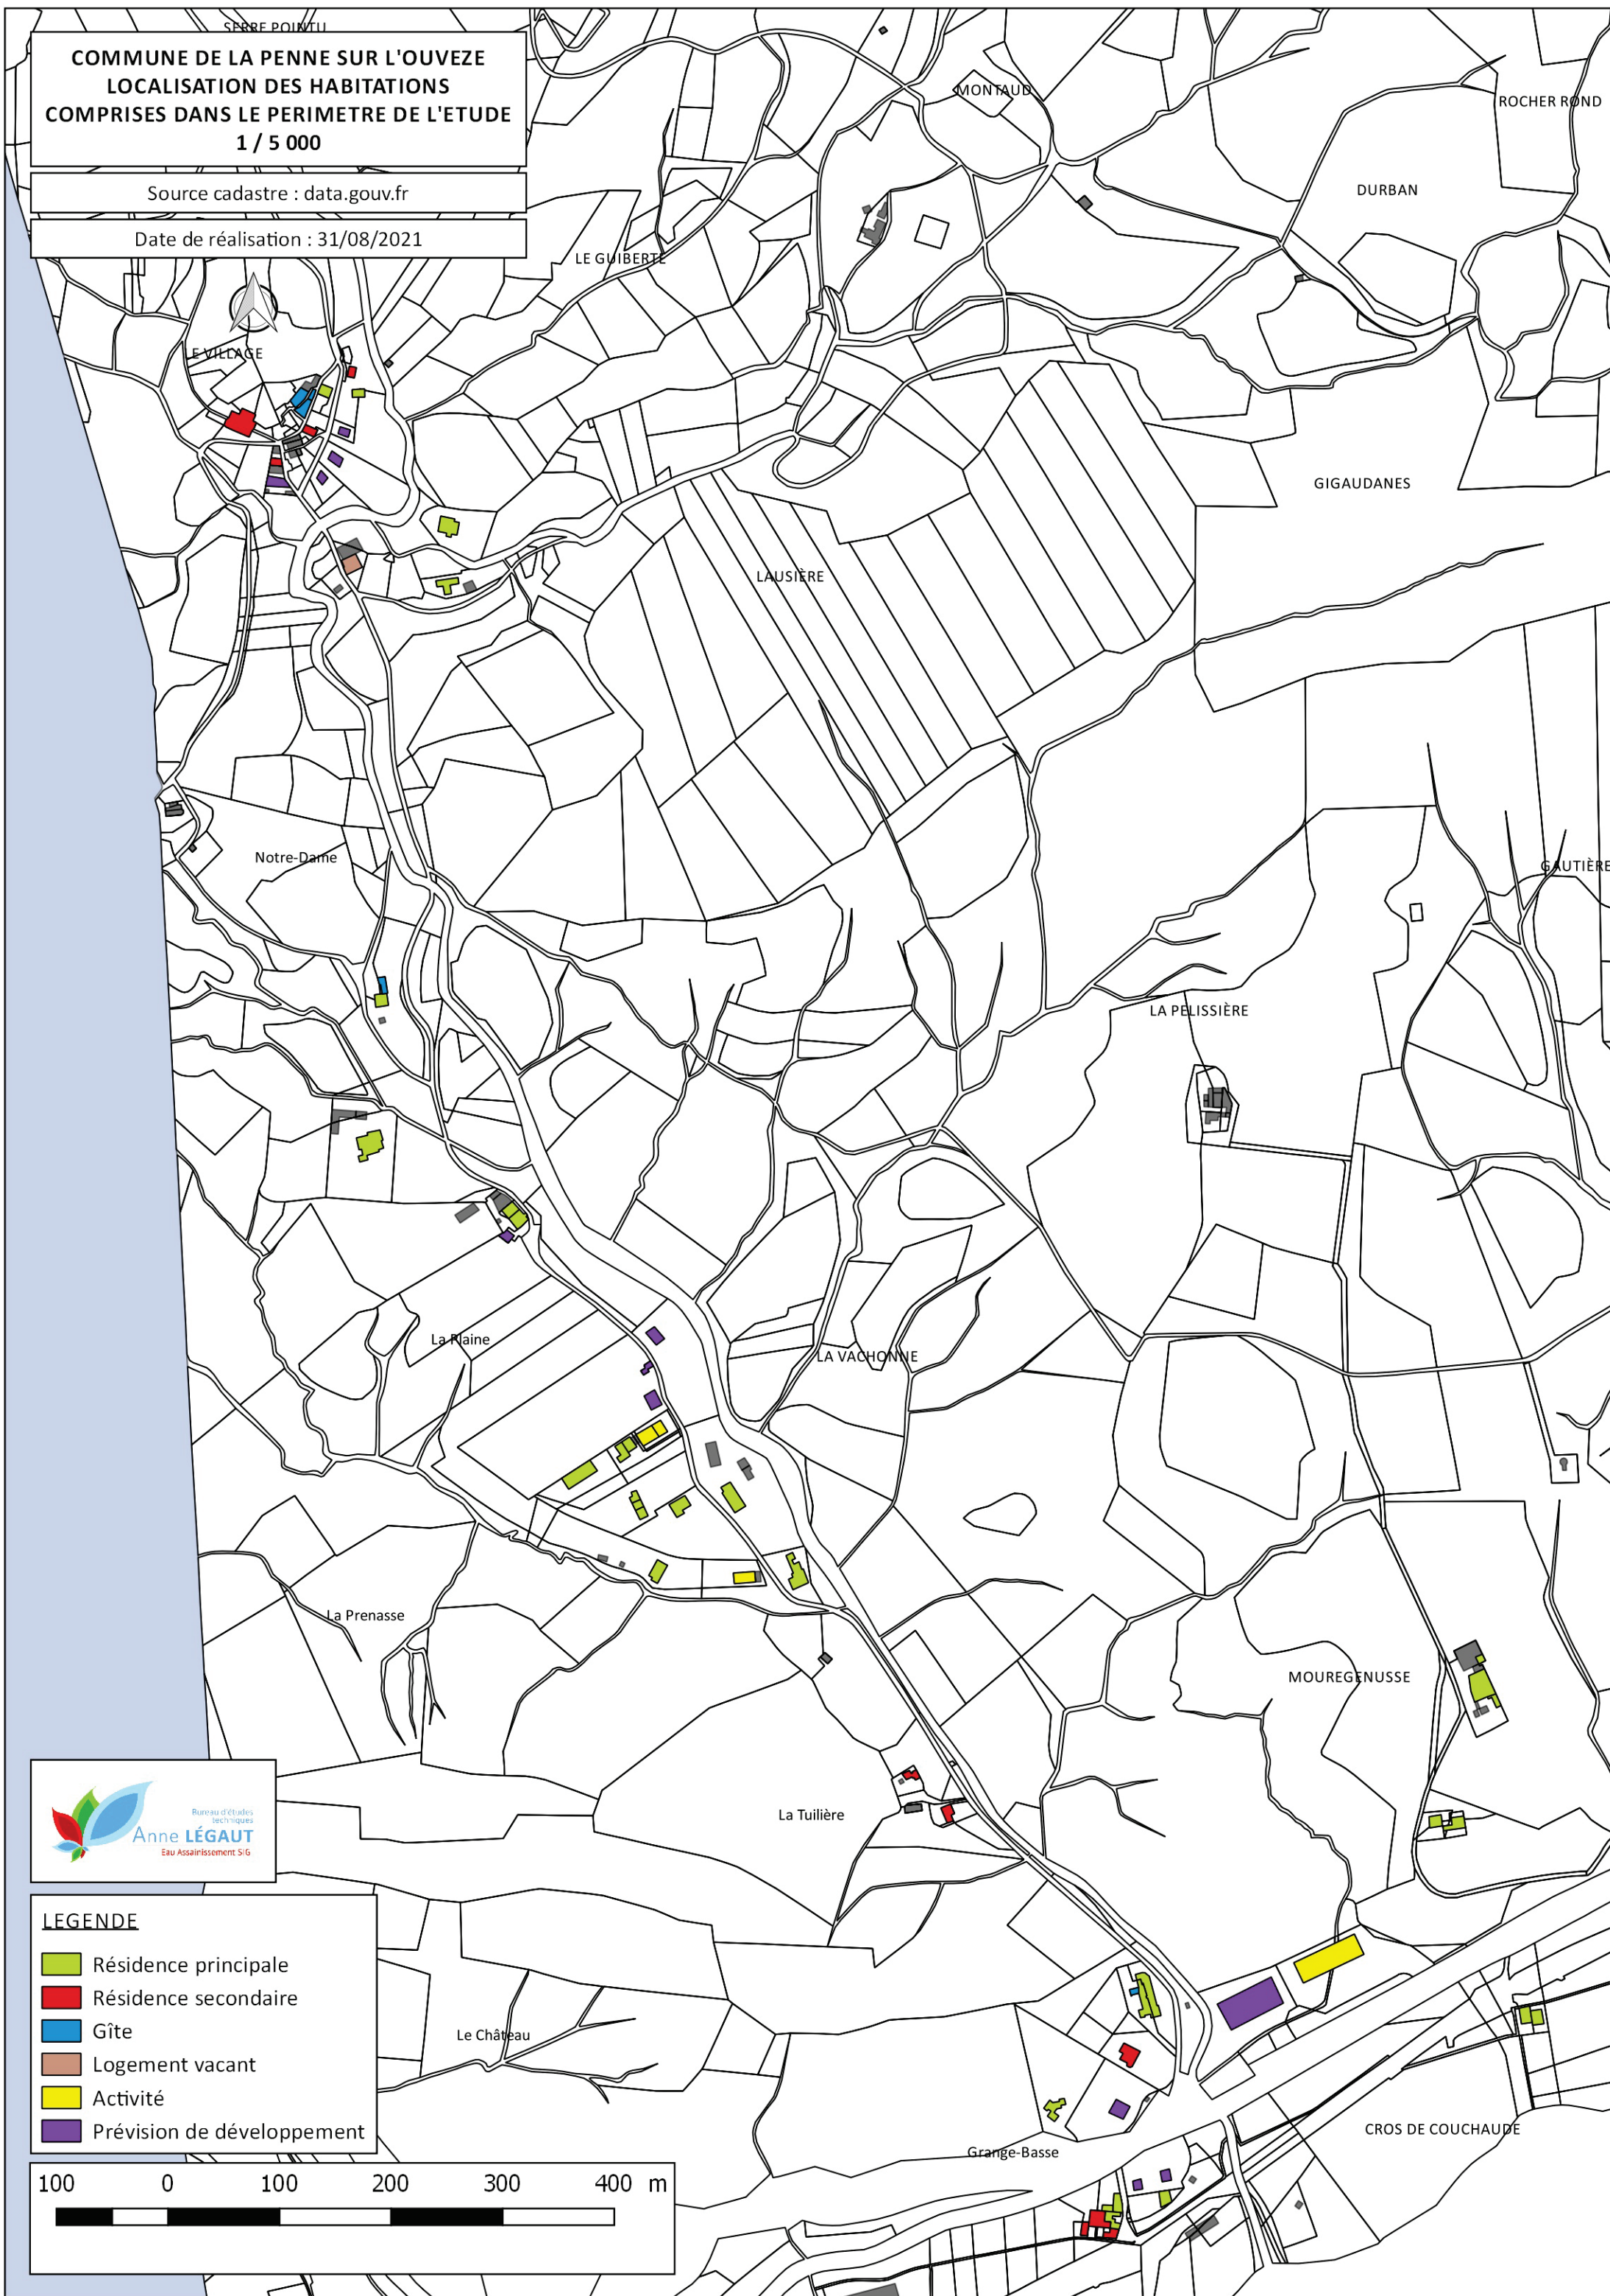 SERRE POINTU
COMMUNE DE LA PENNE SUR L'OUVEZE
LOCALISATION DES HABITATIONS
COMPRISES DANS LE PERIMETRE DE L'ETUDE
1 / 5 000
Source cadastre : data.gouv.fr
Date de réalisation : 31/08/2021
MONTAUD
ROCHER ROND
DURBAN
LE GUIBERTE
LE VILLAGE
GIGAUDANES
LAUSIÈRE
Notre-Dame
GAUTIÈRE
LA PELISSIÈRE
La Plaine
LA VACHONNE
La Prenasse
MOUREGENUSSE
La Tuilière
Bureau d'études
techniques
Anne LÉGAUT
Eau Assainissement SIG
LEGENDE
Résidence principale
Résidence secondaire
Gîte
Logement vacant
Activité
Prévision de développement
Le Château
CROS DE COUCHAUDE
Grange-Basse
100 0 100 200 300 400 m